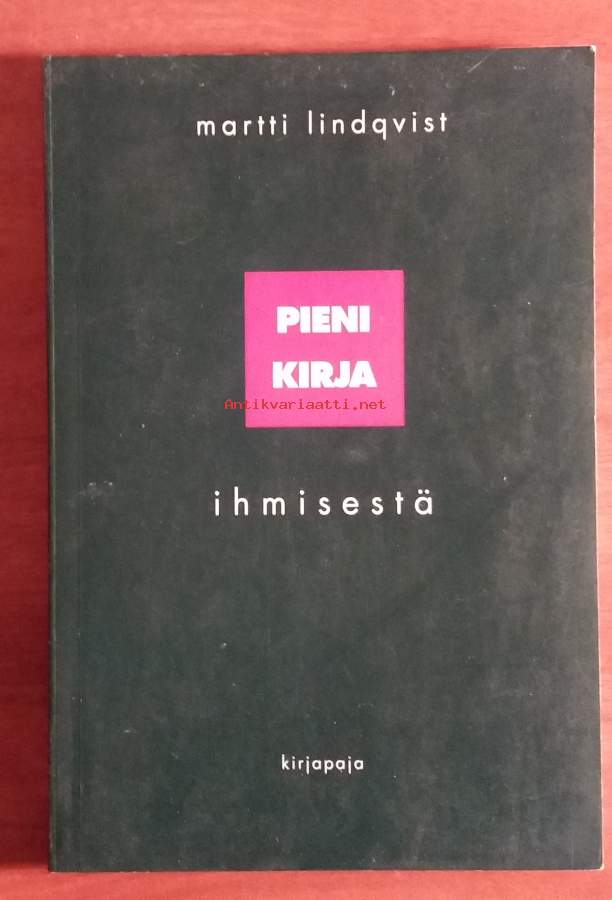 martti lindqvist
PIENI
KIRJA
Antikvariaatti.net
ihmisestä
kirjapaja